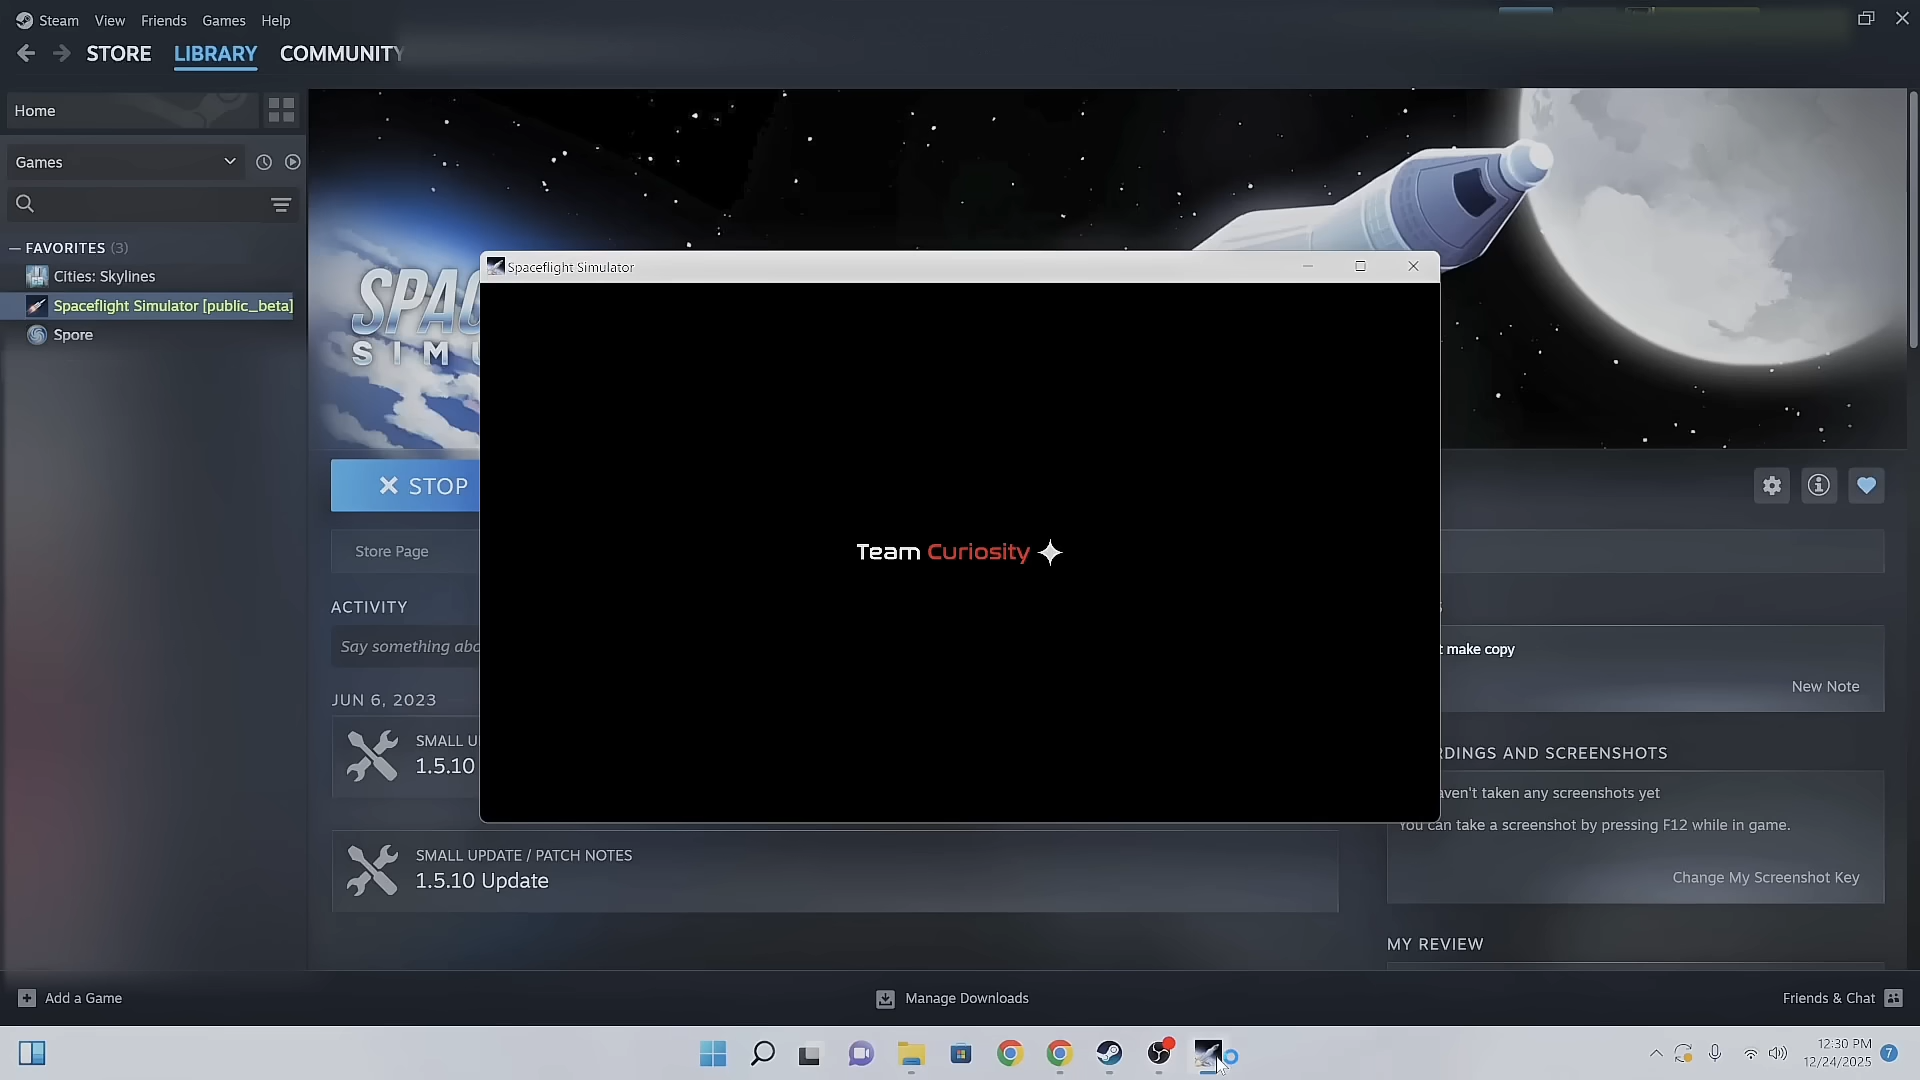 Steam View Friends Games Help
STORE LIBRARY COMMUNITY
Home
Games
FAVORITES (3)
Cities: Skylines
Spaceflight Simulator [public_beta]
Spore
SPAC
SIMU
Spaceflight Simulator
Team Curiosity
STOP
Store Page
ACTIVITY
Say something abo
JUN 6, 2023
SMALL U
1.5.10
SMALL UPDATE / PATCH NOTES
1.5.10 Update
make copy
New Note
RDINGS AND SCREENSHOTS
aven't taken any screenshots yet
You can take a screenshot by pressing F12 while in game.
Change My Screenshot Key
MY REVIEW
Add a Game
Manage Downloads
Friends & Chat
12:30 PM
12/24/2025
7